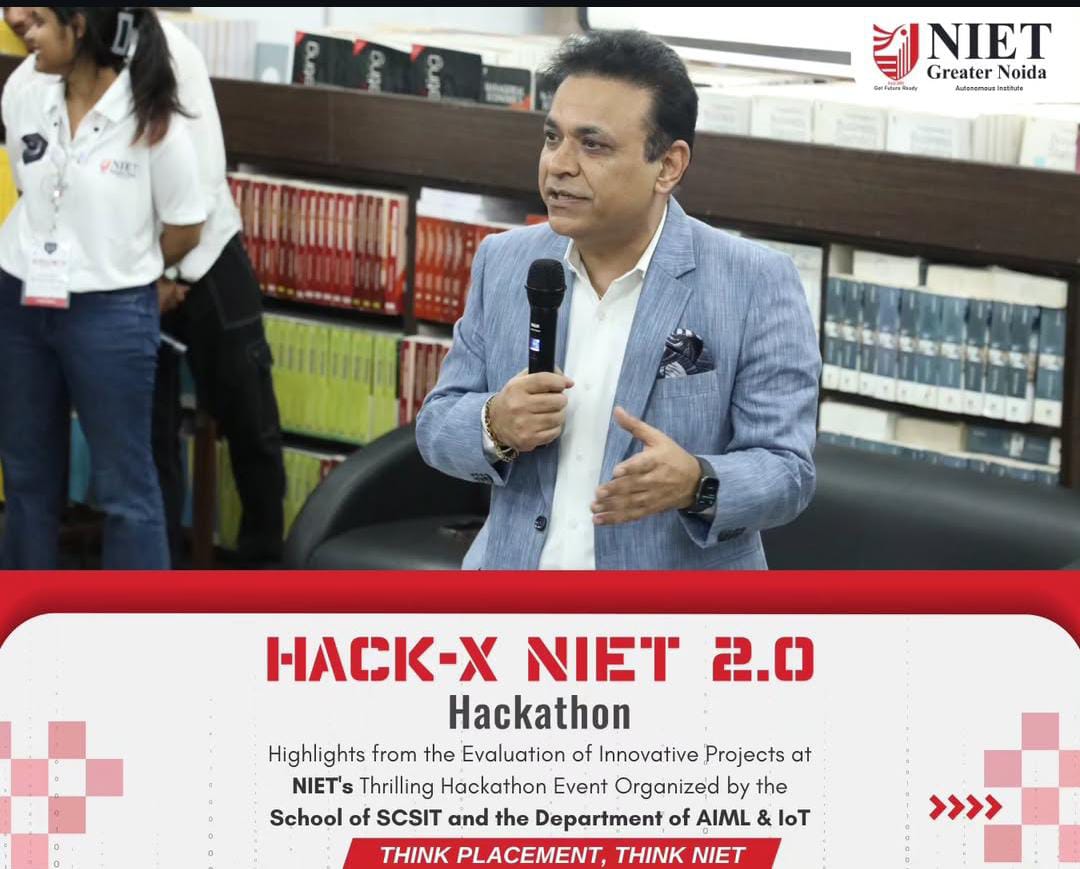 NIET
Greater Noida
Get Future Ready
Autonomous Institute
NIET
HACK-X NIET 2.0
Hackathon
Highlights from the Evaluation of Innovative Projects at
NIET's Thrilling Hackathon Event Organized by the
School of SCSIT and the Department of AIML & IoT
THINK PLACEMENT, THINK NIET